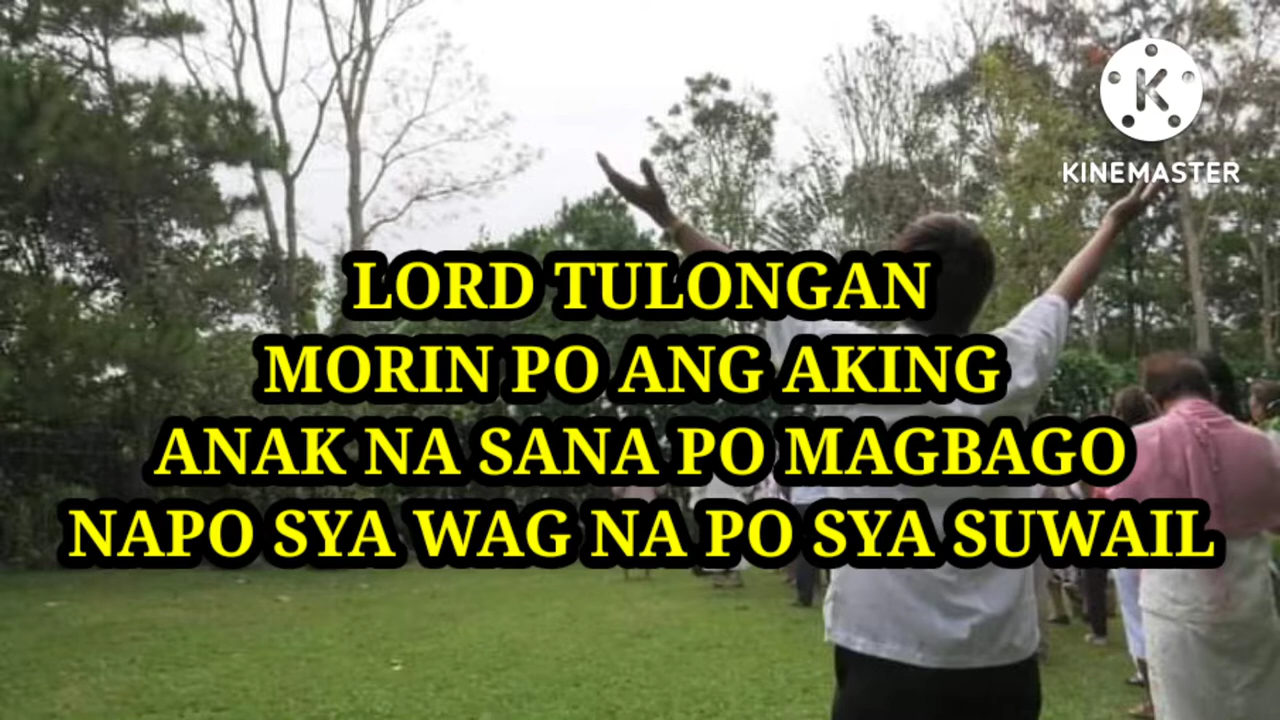 KINEMASTER
LORD TULONGAN
MORIN PO ANG AKING
ANAK NA SANA PO MAGBAGO
NAPO SYA WAG NA PO SYA SUWAIL